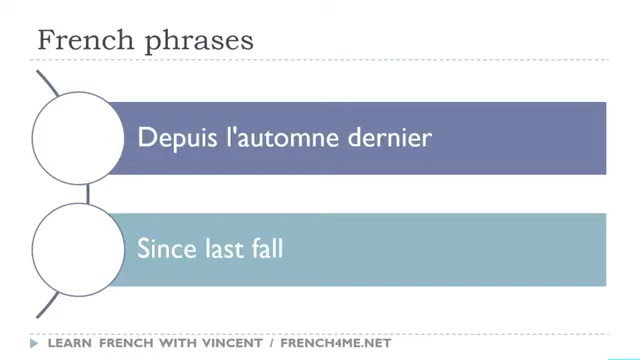 French phrases
Depuis l'automne dernier
Since last fall
LEARN FRENCH WITH VINCENT / FRENCH4ME.NET